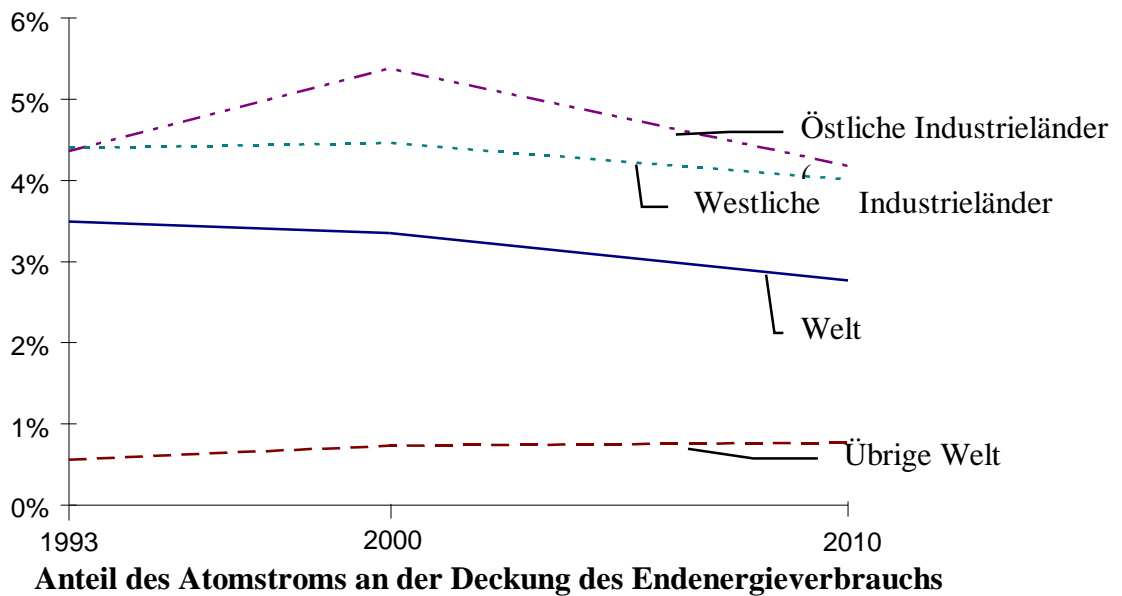 6%
5%
Östliche Industrieländer
4%
Westliche Industrieländer
3%
Welt
2%
1%
Übrige Welt
0%
1993 2000 2010
Anteil des Atomstroms an der Deckung des Endenergieverbrauchs